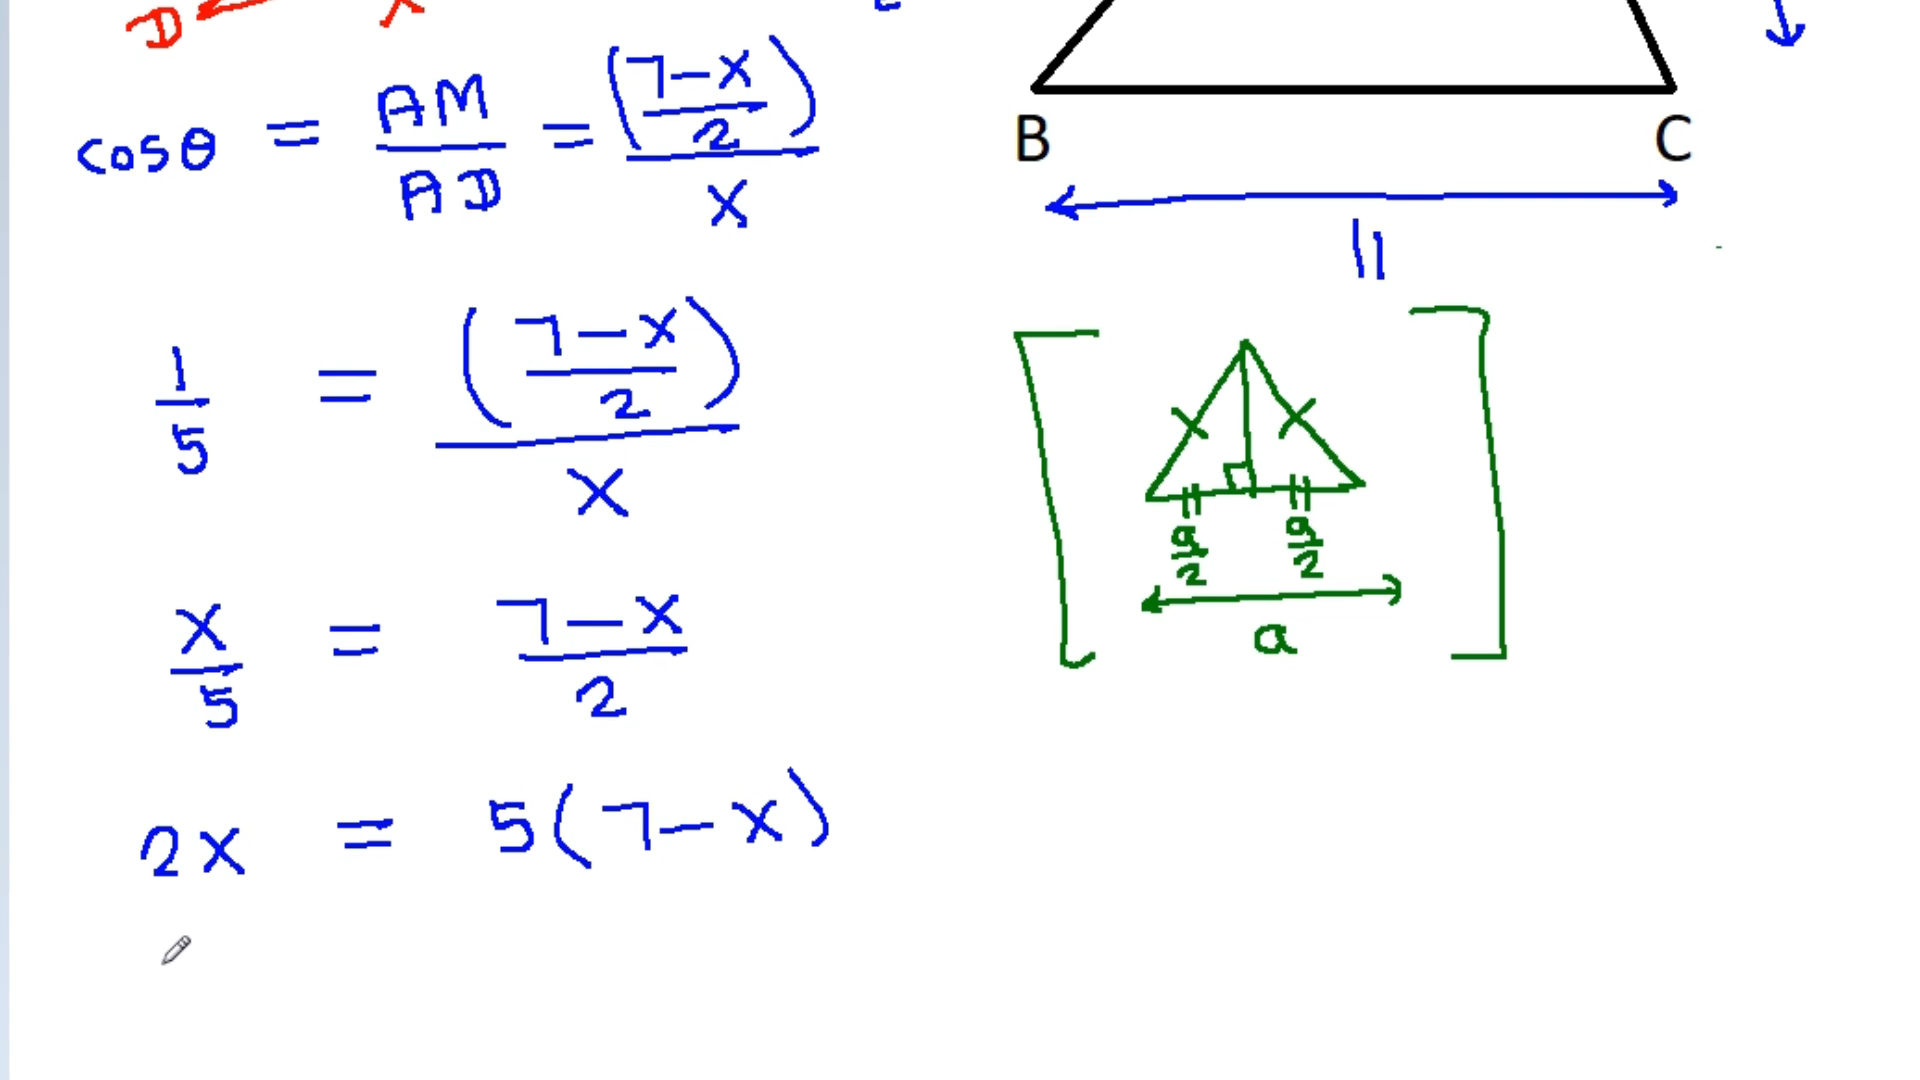 D x
cosθ = AM/AD = ((7-x)/2)/x
1/5 = ((7-x)/2)/x
x/5 = (7-x)/2
2x = 5(7-x)
B C
11
a/2 a/2
a